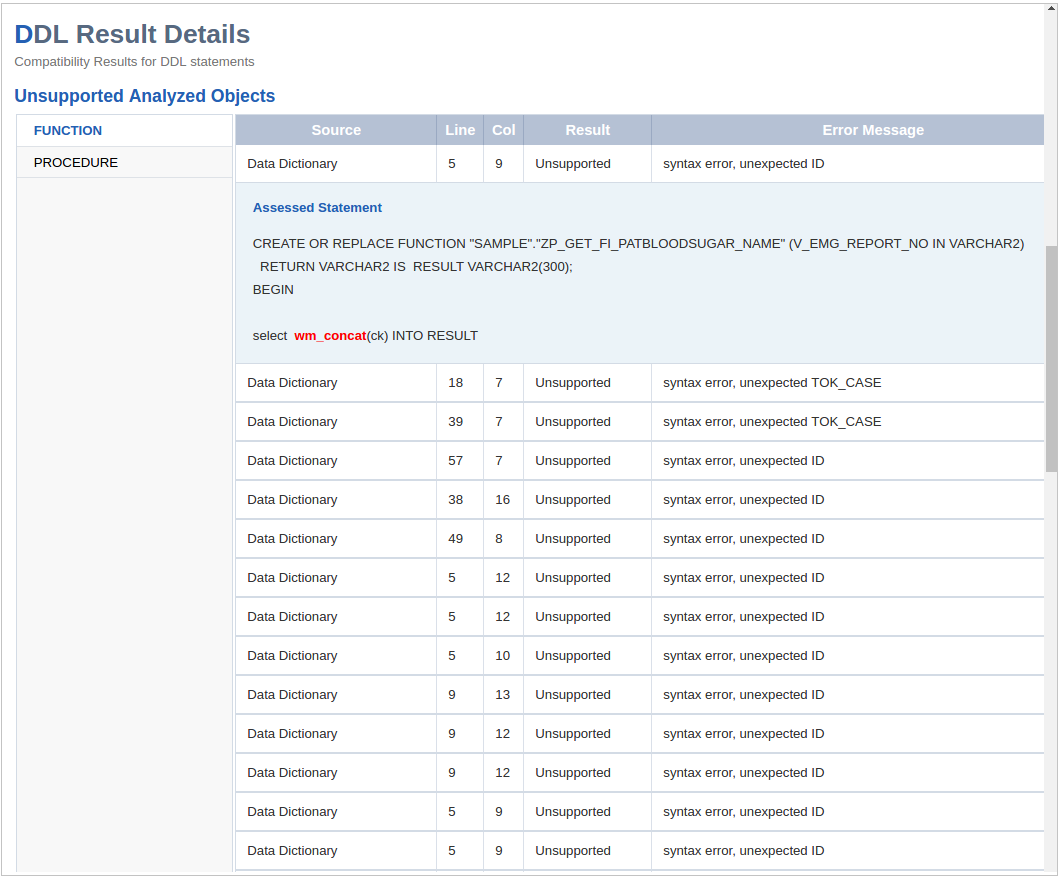 DDL Result Details
Compatibility Results for DDL statements
Unsupported Analyzed Objects
FUNCTION
PROCEDURE
Source Line Col Result Error Message
Data Dictionary 5 9 Unsupported syntax error, unexpected ID
Assessed Statement
CREATE OR REPLACE FUNCTION "SAMPLE"."ZP_GET_FI_PATBLOODSUGAR_NAME" (V_EMG_REPORT_NO IN VARCHAR2)
RETURN VARCHAR2 IS  RESULT VARCHAR2(300);
BEGIN
select  wm_concat(ck) INTO RESULT
Data Dictionary 18 7 Unsupported syntax error, unexpected TOK_CASE
Data Dictionary 39 7 Unsupported syntax error, unexpected TOK_CASE
Data Dictionary 57 7 Unsupported syntax error, unexpected ID
Data Dictionary 38 16 Unsupported syntax error, unexpected ID
Data Dictionary 49 8 Unsupported syntax error, unexpected ID
Data Dictionary 5 12 Unsupported syntax error, unexpected ID
Data Dictionary 5 12 Unsupported syntax error, unexpected ID
Data Dictionary 5 10 Unsupported syntax error, unexpected ID
Data Dictionary 9 13 Unsupported syntax error, unexpected ID
Data Dictionary 9 12 Unsupported syntax error, unexpected ID
Data Dictionary 9 12 Unsupported syntax error, unexpected ID
Data Dictionary 5 9 Unsupported syntax error, unexpected ID
Data Dictionary 5 9 Unsupported syntax error, unexpected ID